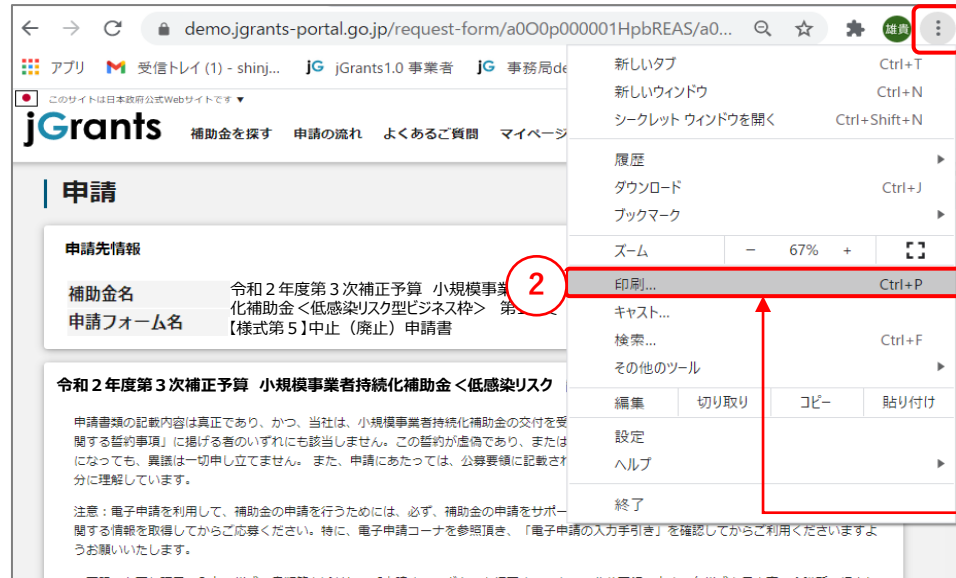 demo.jgrants-portal.go.jp/request-form/a0O0p000001HpbREAS/a0...
雄貴
アプリ
受信トレイ (1) - shinj...
jG jGrants1.0 事業者
jG 事務局de
このサイトは日本政府公式Webサイトです ▼
jGrants
補助金を探す 申請の流れ よくあるご質問 マイページ
申請
申請先情報
補助金名
令和２年度第３次補正予算 小規模事業
化補助金＜低感染リスク型ビジネス枠＞
申請フォーム名
【様式第５】中止（廃止）申請書
令和２年度第３次補正予算 小規模事業者持続化補助金＜低感染リスク
申請書類の記載内容は真正であり、かつ、当社は、小規模事業者持続化補助金の交付を受
関する誓約事項」に掲げる者のいずれにも該当しません。この誓約が虚偽であり、または
になっても、異議は一切申し立てません。 また、申請にあたっては、公募要領に記載され
分に理解しています。
注意：電子申請を利用して、補助金の申請を行うためには、必ず、補助金の申請をサポー
関する情報を取得してからご応募ください。特に、電子申請コーナを参照頂き、「電子申請の入力手引き」を確認してからご利用くださいますよ
うお願いいたします。
新しいタブ Ctrl+T
新しいウィンドウ Ctrl+N
シークレット ウィンドウを開く Ctrl+Shift+N
履歴
ダウンロード Ctrl+J
ブックマーク
ズーム － 67% +
2
印刷... Ctrl+P
キャスト...
検索... Ctrl+F
その他のツール
編集 切り取り コピー 貼り付け
設定
ヘルプ
終了